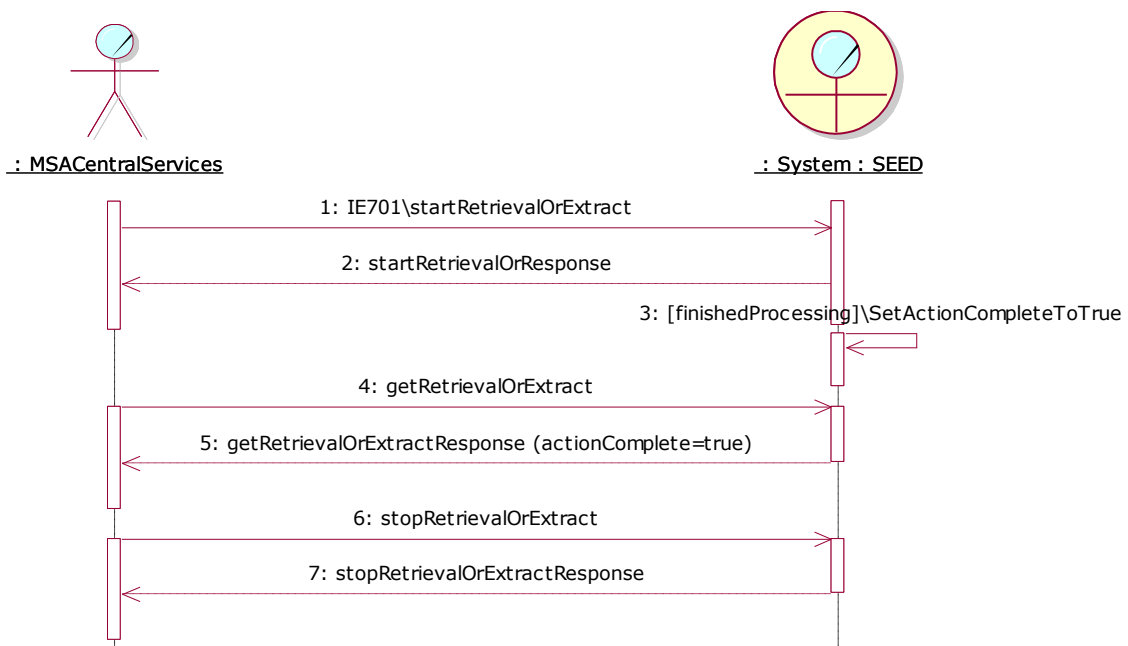 : MSACentralServices
: System : SEED
1: IE701\startRetrievalOrExtract
2: startRetrievalOrResponse
3: [finishedProcessing]\SetActionCompleteToTrue
4: getRetrievalOrExtract
5: getRetrievalOrExtractResponse (actionComplete=true)
6: stopRetrievalOrExtract
7: stopRetrievalOrExtractResponse